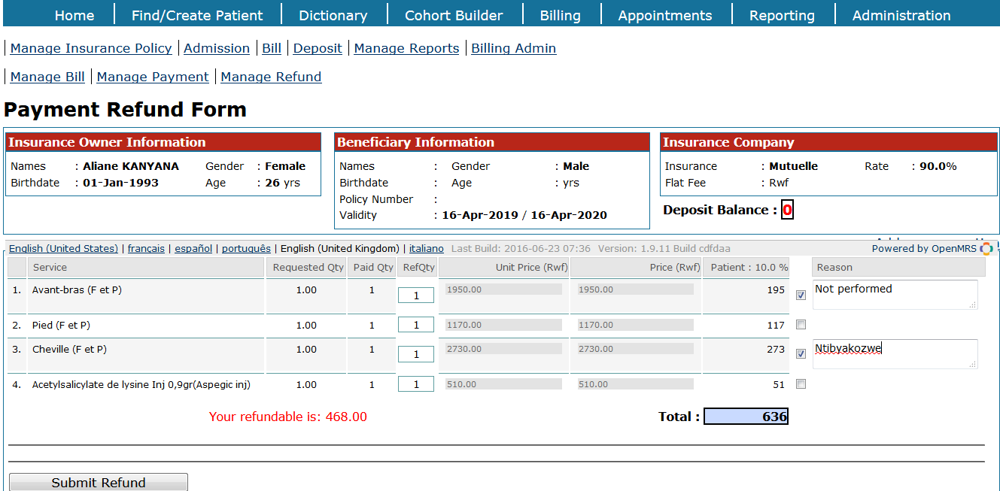 Home Find/Create Patient Dictionary Cohort Builder Billing Appointments Reporting Administration
Manage Insurance Policy Admission Bill Deposit Manage Reports Billing Admin
Manage Bill Manage Payment Manage Refund
Payment Refund Form
Insurance Owner Information
Names : Aliane KANYANA Gender : Female
Birthdate : 01-Jan-1993 Age : 26 yrs
Beneficiary Information
Names : Gender : Male
Birthdate : Age : yrs
Policy Number :
Validity : 16-Apr-2019 / 16-Apr-2020
Insurance Company
Insurance : Mutuelle Rate : 90.0%
Flat Fee : Rwf
Deposit Balance : 0
English (United States) | français | español | português | English (United Kingdom) | italiano Last Build: 2016-06-23 07:36 Version: 1.9.11 Build cdfdaa Powered by OpenMRS
Service Requested Qty Paid Qty RefQty Unit Price (Rwf) Price (Rwf) Patient : 10.0 % Reason
1. Avant-bras (F et P) 1.00 1 1 1950.00 1950.00 195 Not performed
2. Pied (F et P) 1.00 1 1 1170.00 1170.00 117
3. Cheville (F et P) 1.00 1 1 2730.00 2730.00 273 Ntibyakozwe
4. Acetylsalicylate de lysine Inj 0,9gr(Aspegic inj) 1.00 1 1 510.00 510.00 51
Your refundable is: 468.00 Total : 636
Submit Refund